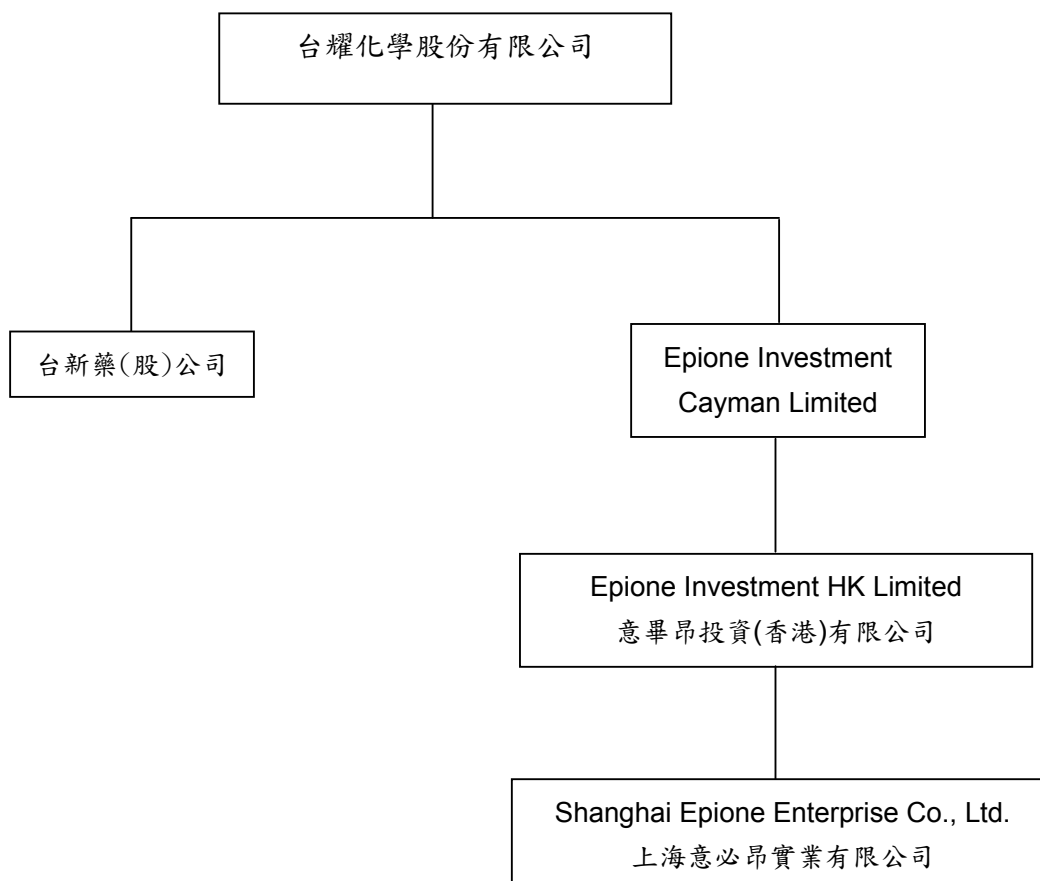 台耀化學股份有限公司
台新藥(股)公司
Epione Investment
Cayman Limited
Epione Investment HK Limited
意畢昂投資(香港)有限公司
Shanghai Epione Enterprise Co., Ltd.
上海意必昂實業有限公司